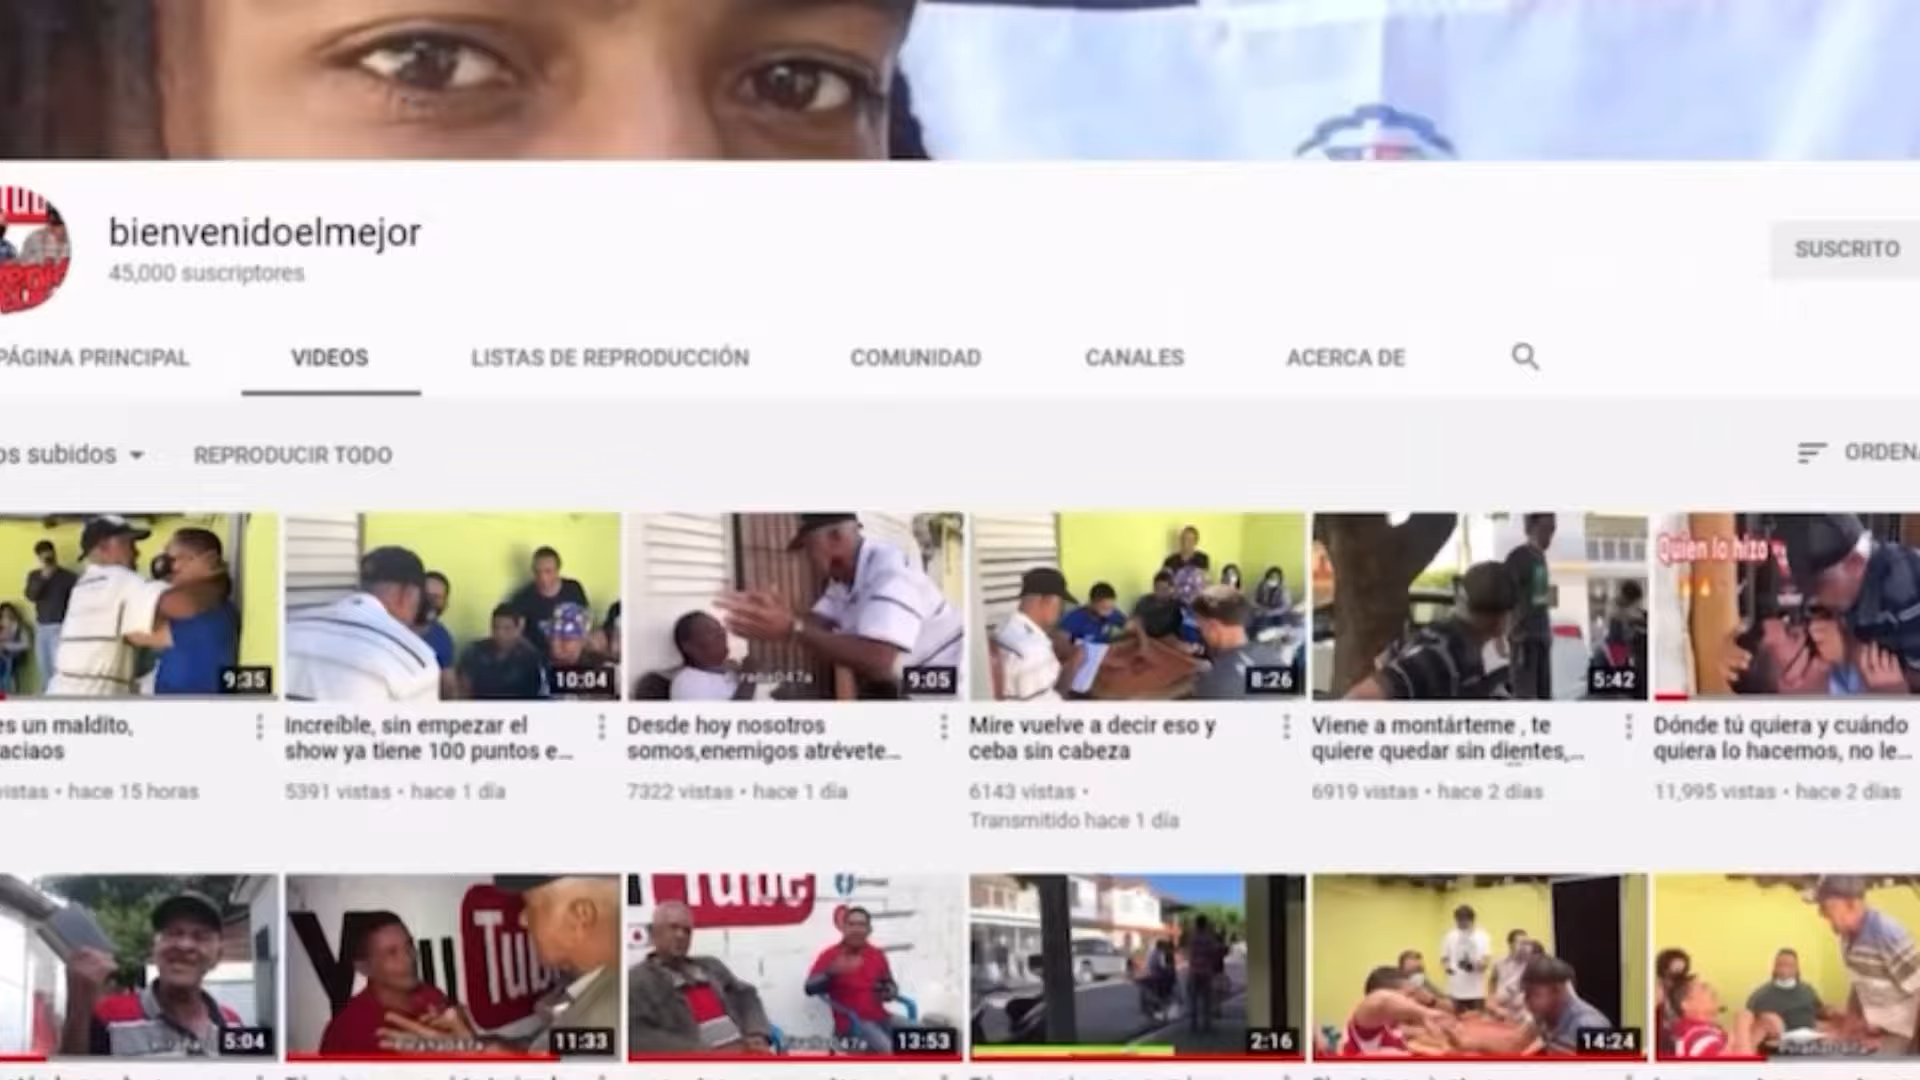 bienvenidoelmejor
45,000 suscriptores
SUSCRITO
PÁGINA PRINCIPAL
VIDEOS
LISTAS DE REPRODUCCIÓN
COMUNIDAD
CANALES
ACERCA DE
os subidos
REPRODUCIR TODO
ORDENA
9:35
10:04
9:05
8:26
5:42
Quien lo hizo
es un maldito,
aciaos
vistas • hace 15 horas
Increíble, sin empezar el
show ya tiene 100 puntos e...
5391 vistas • hace 1 día
Desde hoy nosotros
somos,enemigos atrévete...
7322 vistas • hace 1 día
Mire vuelve a decir eso y
ceba sin cabeza
6143 vistas •
Transmitido hace 1 día
Viene a montárteme , te
quiere quedar sin dientes,...
6919 vistas • hace 2 días
Dónde tú quiera y cuándo
quiera lo hacemos, no le...
11,995 vistas • hace 2 días
5:04
You Tub
11:33
Tube
13:53
2:16
14:24